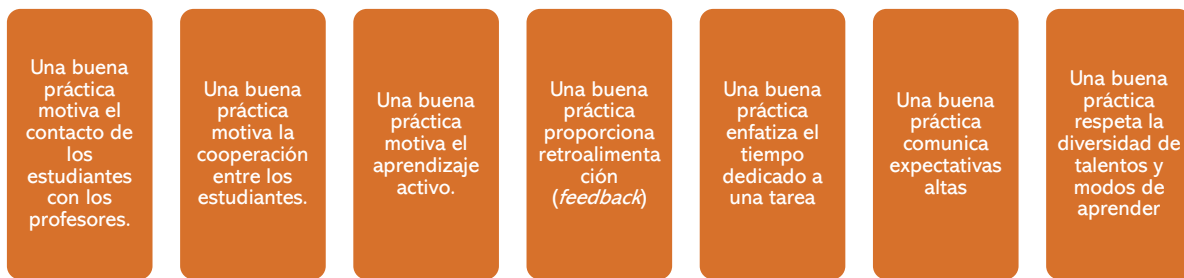 Una buena
práctica
motiva el
contacto de
los
estudiantes
con los
profesores.
Una buena
práctica
motiva la
cooperación
entre los
estudiantes.
Una buena
práctica
motiva el
aprendizaje
activo.
Una buena
práctica
proporciona
retroalimenta
ción
(feedback)
Una buena
práctica
enfatiza el
tiempo
dedicado a
una tarea
Una buena
práctica
comunica
expectativas
altas
Una buena
práctica
respeta la
diversidad de
talentos y
modos de
aprender